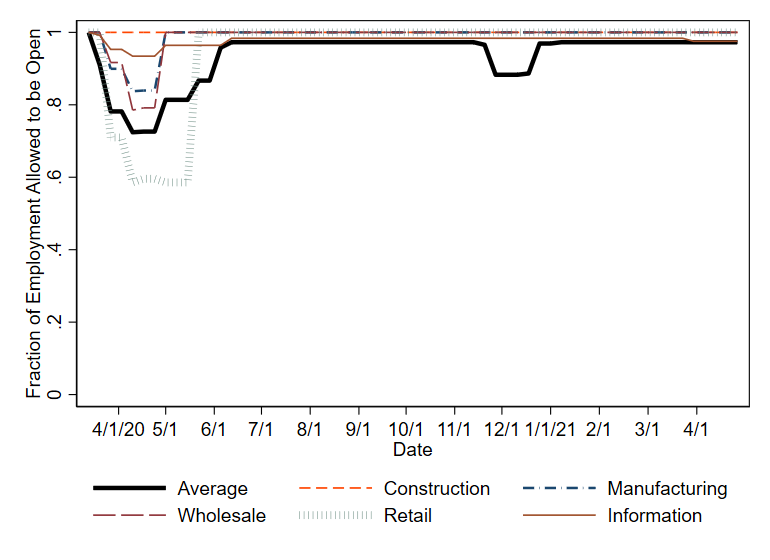 Fraction of Employment Allowed to be Open
1
.8
.6
.4
.2
0
4/1/20 5/1 6/1 7/1 8/1 9/1 10/1 11/1 12/1 1/1/21 2/1 3/1 4/1
Date
Average Construction Manufacturing
Wholesale Retail Information